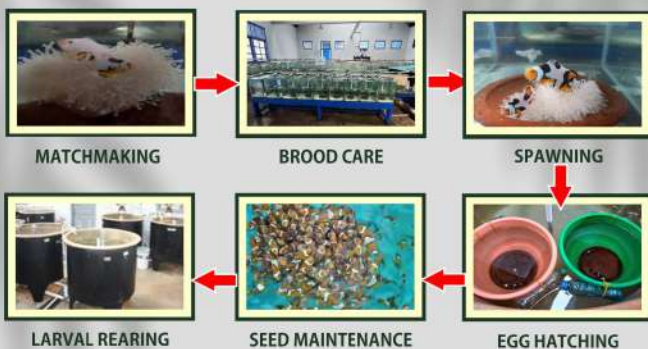 MATCHMAKING
BROOD CARE
SPAWNING
LARVAL REARING
SEED MAINTENANCE
EGG HATCHING